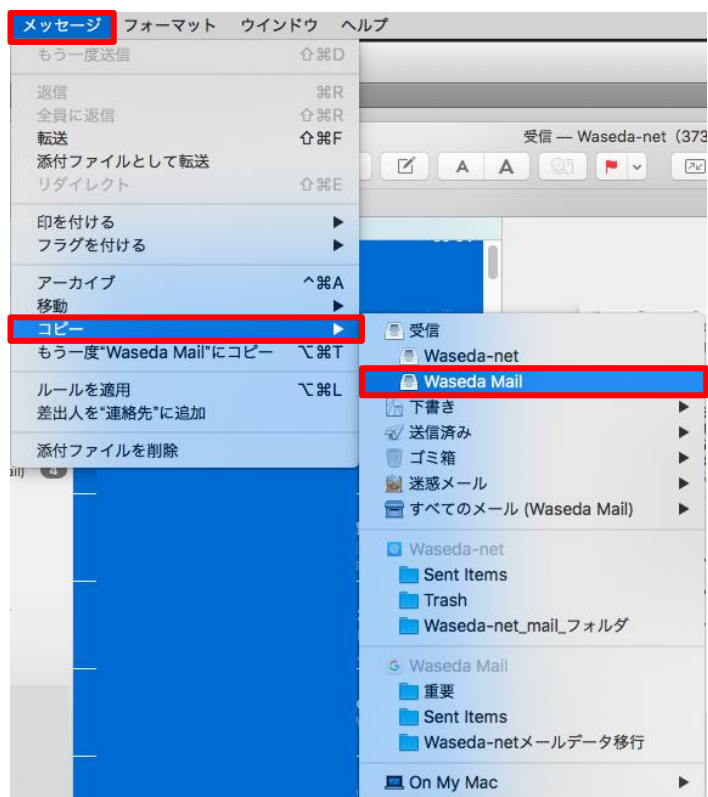 メッセージ フォーマット ウインドウ ヘルプ
もう一度送信 ⇧⌘D
返信 ⌘R
全員に返信 ⇧⌘R
転送 ⇧⌘F
添付ファイルとして転送
リダイレクト ⇧⌘E
受信 — Waseda-net (373
A A
印を付ける ▶
フラグを付ける ▶
アーカイブ ^⌘A
移動 ▶
コピー ▶
もう一度"Waseda Mail"にコピー ⌥⌘T
ルールを適用 ⌥⌘L
差出人を"連絡先"に追加
添付ファイルを削除
ail) 4
受信
Waseda-net
Waseda Mail
下書き ▶
送信済み ▶
ゴミ箱 ▶
迷惑メール ▶
すべてのメール (Waseda Mail) ▶
Waseda-net
Sent Items
Trash
Waseda-net_mail_フォルダ
G Waseda Mail
重要
Sent Items
Waseda-netメールデータ移行
On My Mac ▶